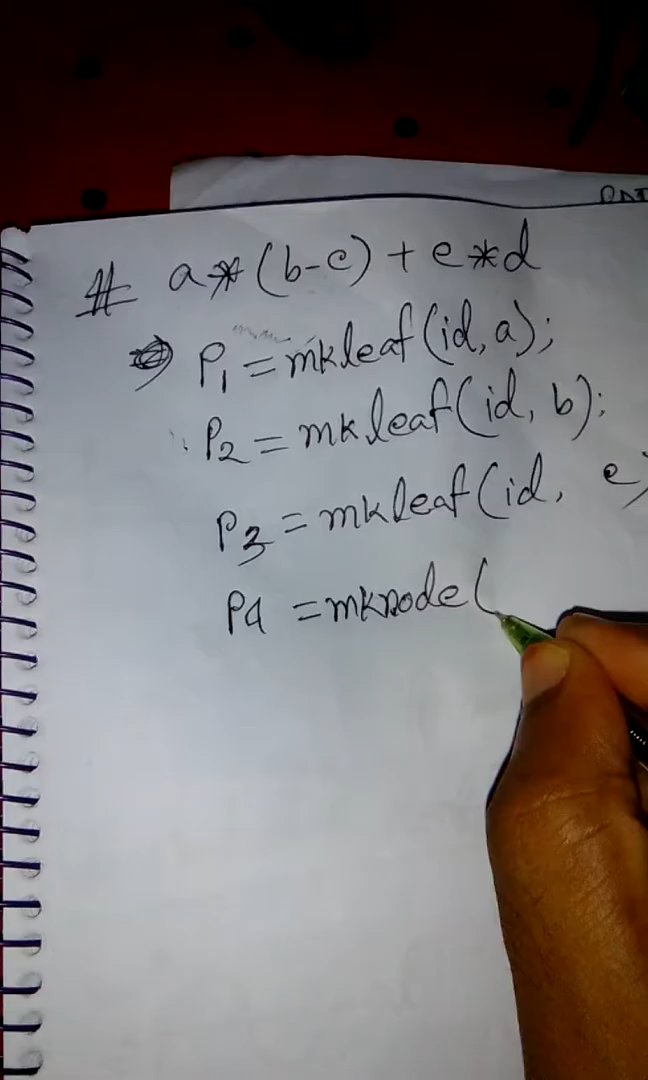 # a*(b-c)+c*d
P1 = mkleaf(id, a);
P2 = mkleaf(id, b);
P3 = mkleaf(id, c)
P4 = mknode(